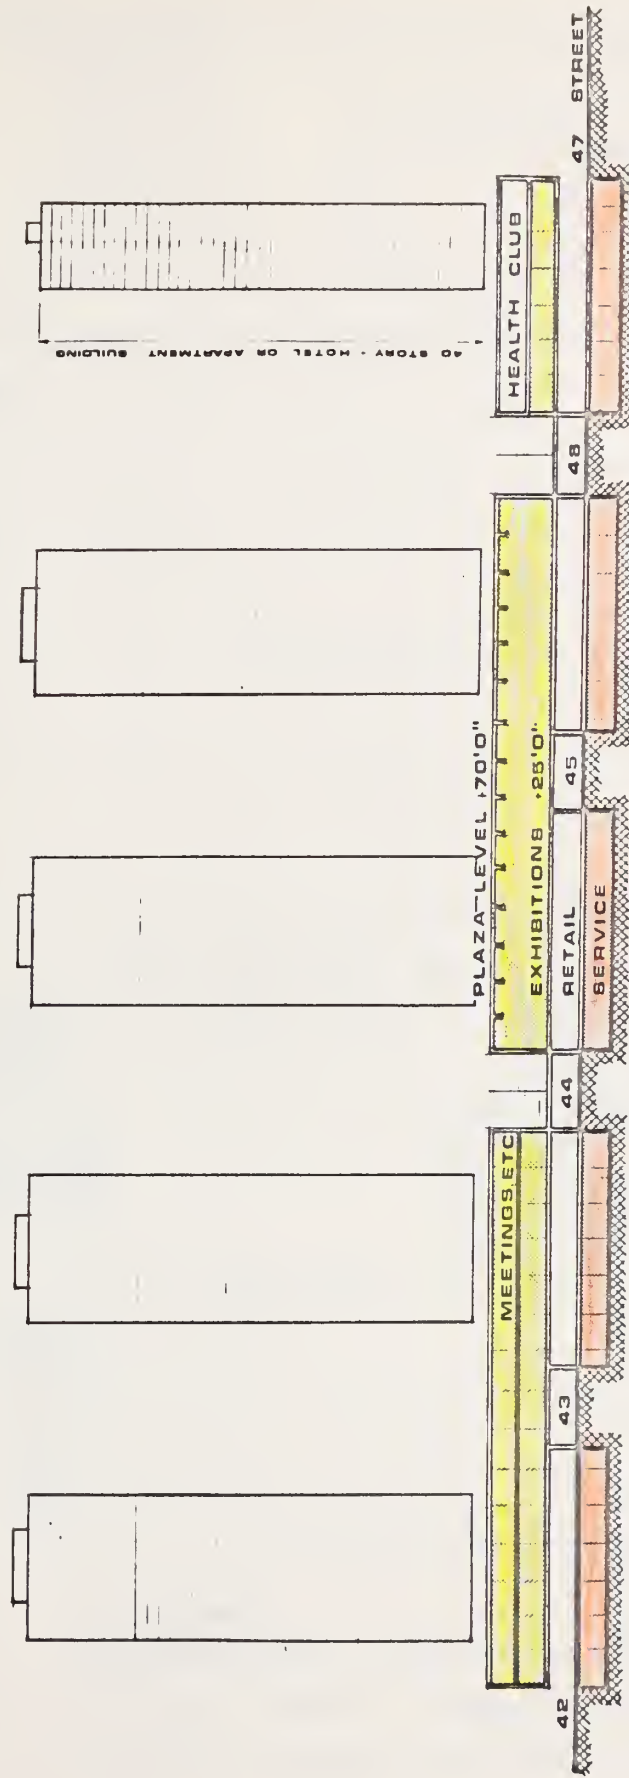 40 STORY - HOTEL OR APARTMENT BUILDING
PLAZA-LEVEL +70'0"
MEETINGS.ETC
EXHIBITIONS +25'0"
HEALTH CLUB
RETAIL
SERVICE
42
43
44
45
48
47 STREET